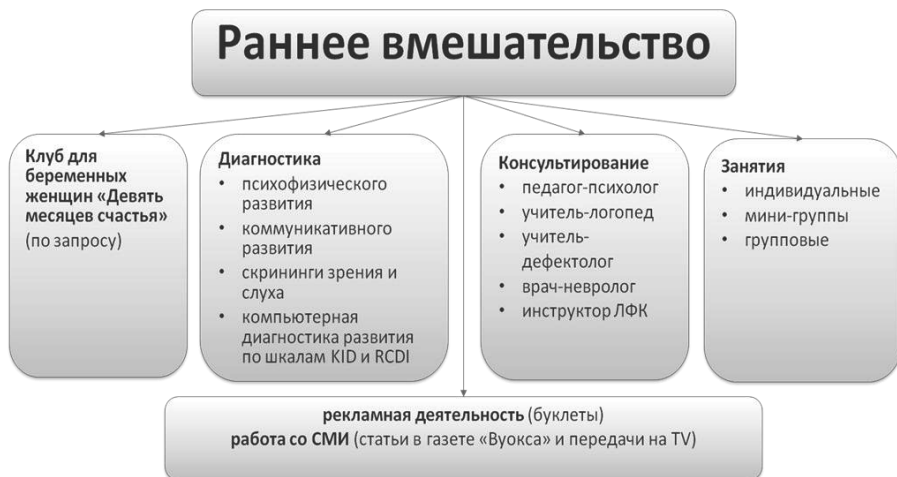 Раннее вмешательство
Клуб для
беременных
женщин «Девять
месяцев счастья»
(по запросу)
Диагностика
• психофизического
развития
• коммуникативного
развития
• скрининги зрения и
слуха
• компьютерная
диагностика развития
по шкалам KID и RCDI
Консультирование
• педагог-психолог
• учитель-логопед
• учитель-
дефектолог
• врач-невролог
• инструктор ЛФК
Занятия
• индивидуальные
• мини-группы
• групповые
рекламная деятельность (буклеты)
работа со СМИ (статьи в газете «Вуокса» и передачи на TV)